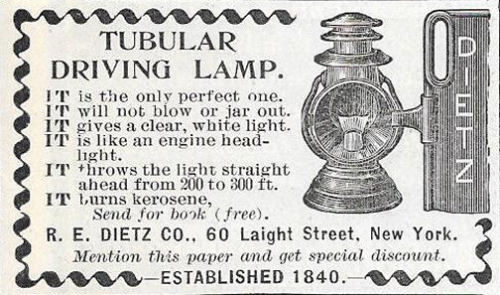 TUBULAR
DRIVING LAMP.
IT is the only perfect one.
IT will not blow or jar out.
IT gives a clear, white light.
IT is like an engine head-
light.
IT throws the light straight
ahead from 200 to 300 ft.
IT burns kerosene,
Send for book (free).
DIETZ
R. E. DIETZ CO., 60 Laight Street, New York.
Mention this paper and get special discount.
ESTABLISHED 1840.